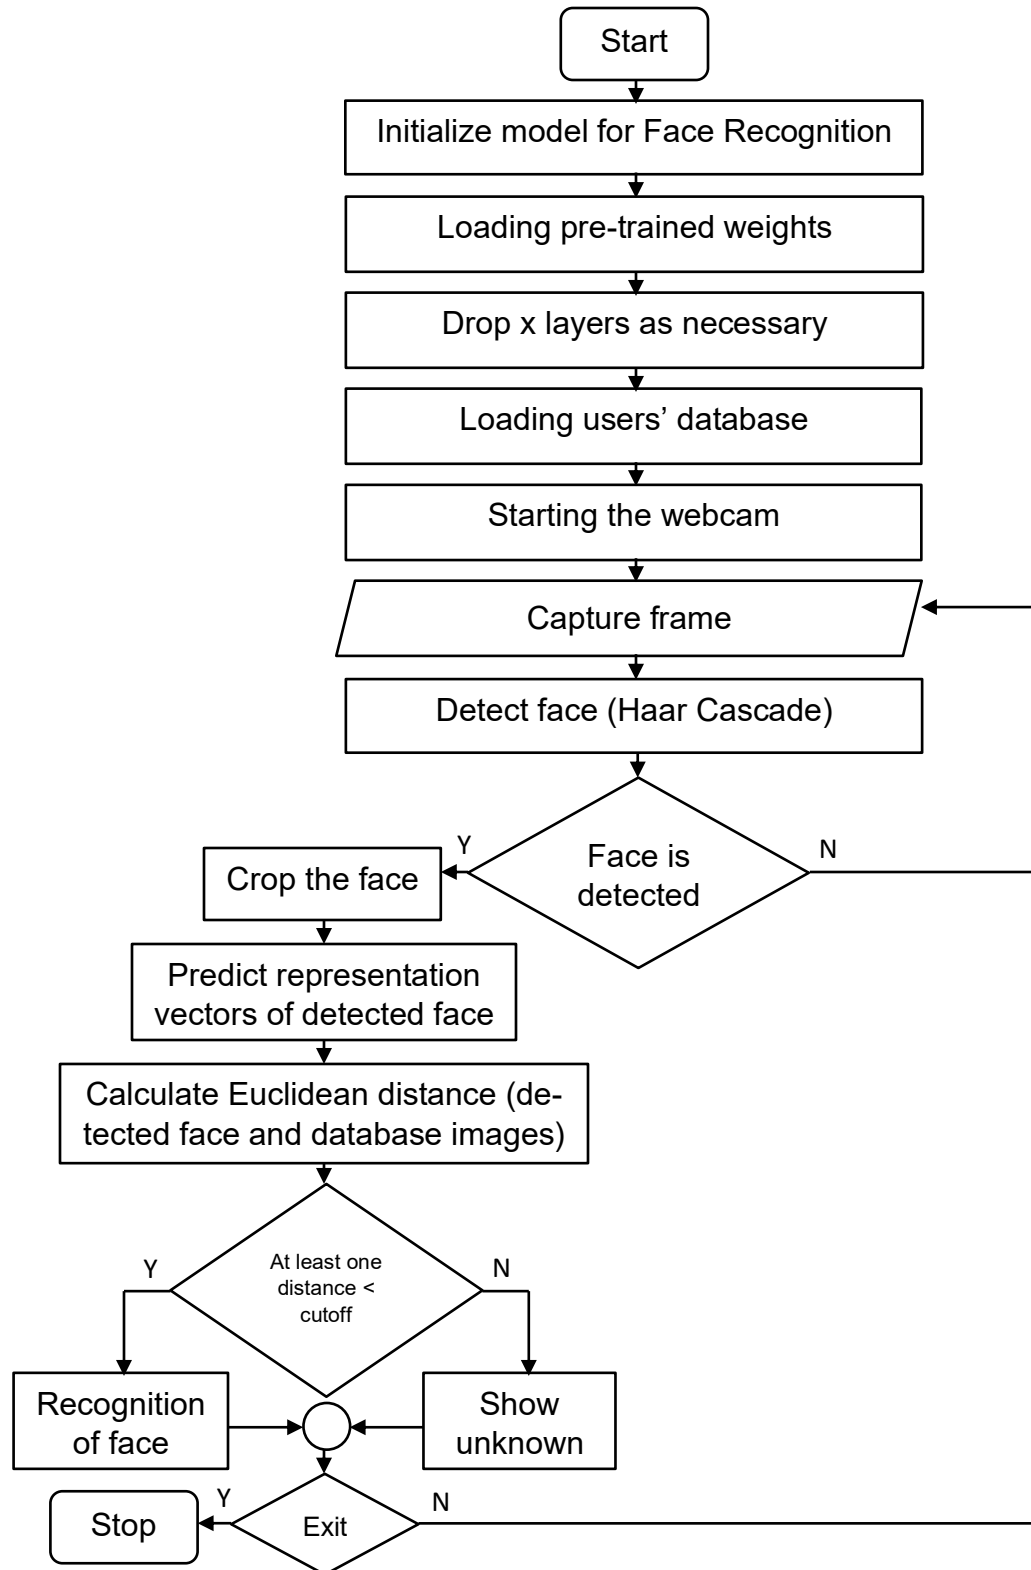 Start
Initialize model for Face Recognition
Loading pre-trained weights
Drop x layers as necessary
Loading users’ database
Starting the webcam
Capture frame
Detect face (Haar Cascade)
Face is
detected
Y
N
Crop the face
Predict representation
vectors of detected face
Calculate Euclidean distance (de-
tected face and database images)
At least one
distance <
cutoff
Y
N
Recognition
of face
Show
unknown
Exit
Y
N
Stop